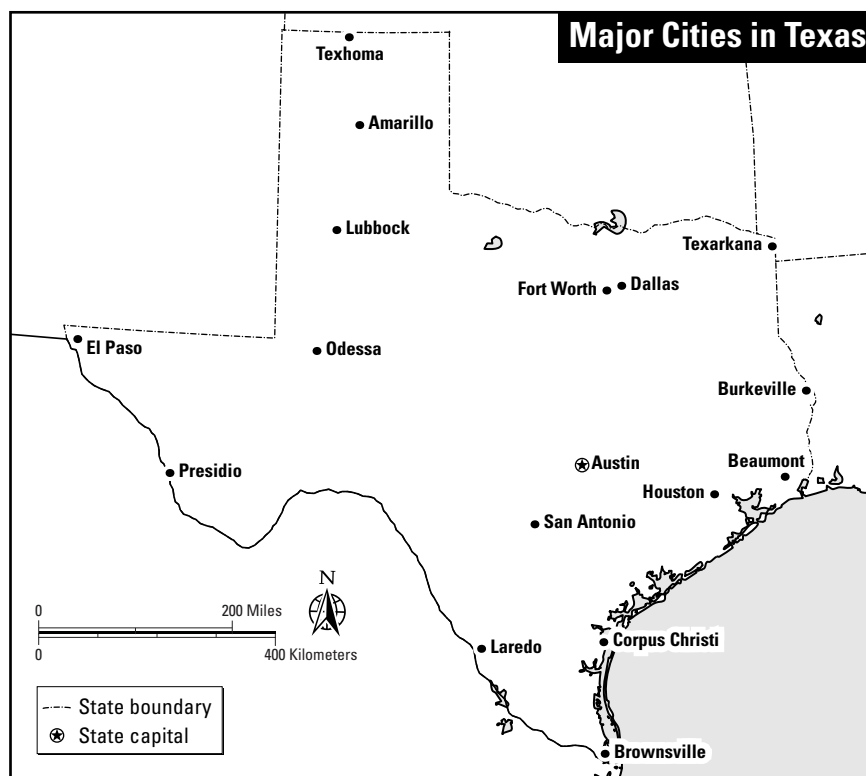 Major Cities in Texas
Texhoma
Amarillo
Lubbock
Texarkana
Fort Worth
Dallas
El Paso
Odessa
Burkeville
Presidio
Austin
Beaumont
Houston
San Antonio
N
0 200 Miles
0 400 Kilometers
Laredo
Corpus Christi
State boundary
State capital
Brownsville